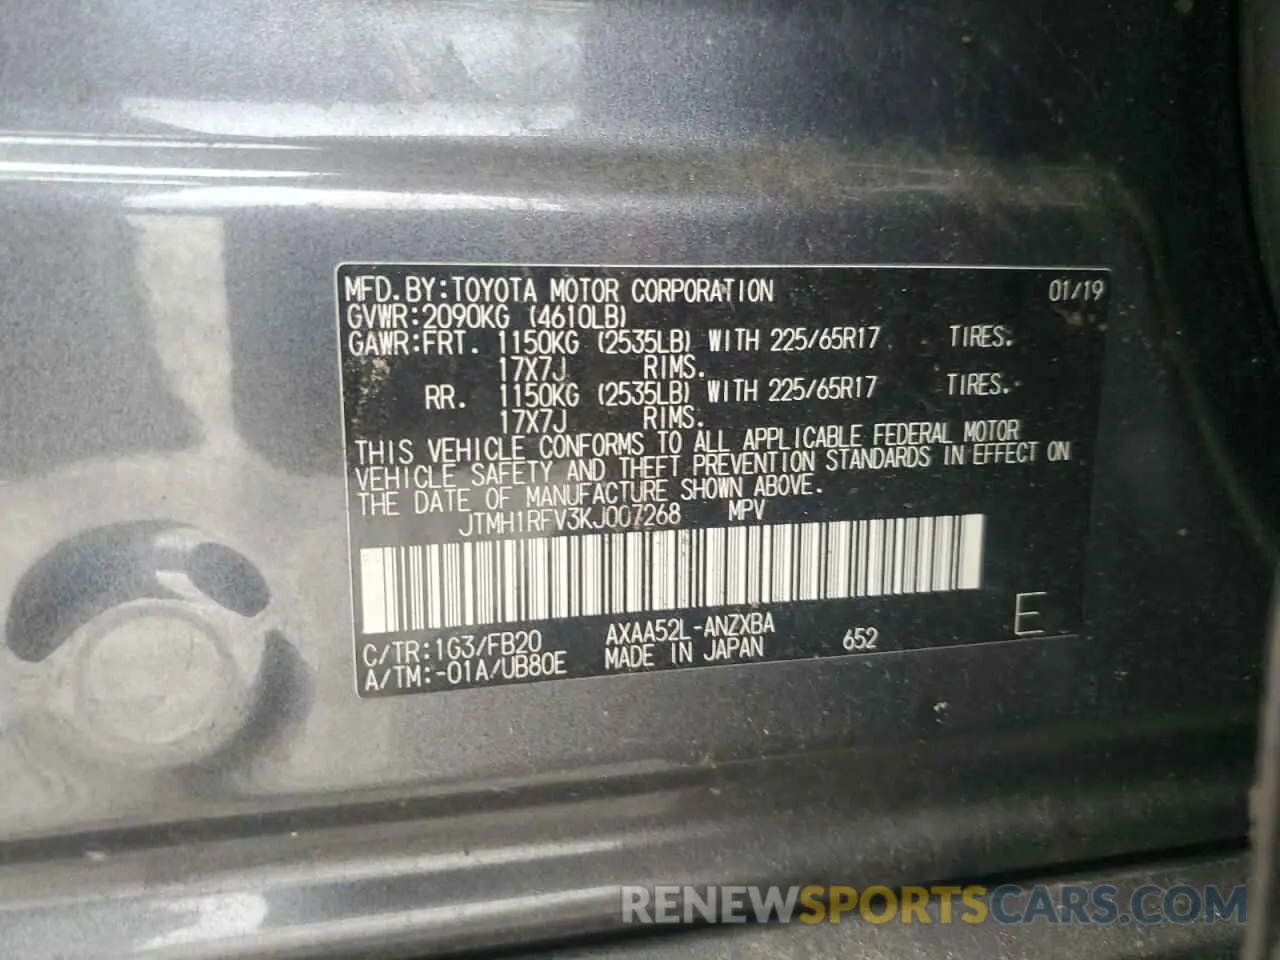 MFD.BY:TOYOTA MOTOR CORPORATION 01/19
GVWR:2090KG (4610LB)
GAWR:FRT. 1150KG (2535LB) WITH 225/65R17 TIRES.
17X7J RIMS.
RR. 1150KG (2535LB) WITH 225/65R17 TIRES.
17X7J RIMS.
THIS VEHICLE CONFORMS TO ALL APPLICABLE FEDERAL MOTOR
VEHICLE SAFETY AND THEFT PREVENTION STANDARDS IN EFFECT ON
THE DATE OF MANUFACTURE SHOWN ABOVE.
JTMH1RFV3KJ007268 MPV
C/TR:1G3/FB20 AXAA52L-ANZXBA 652 E
A/TM:-01A/UB80E MADE IN JAPAN
RENEWSPORTSCARS.COM